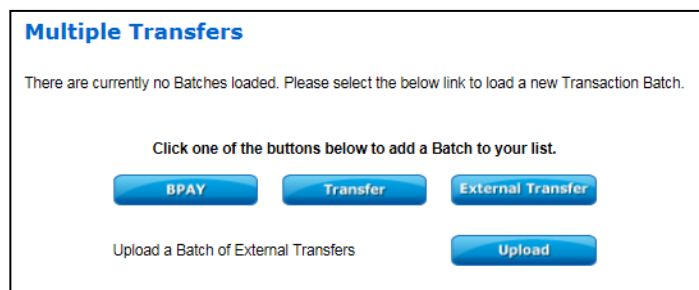 Multiple Transfers
There are currently no Batches loaded. Please select the below link to load a new Transaction Batch.
Click one of the buttons below to add a Batch to your list.
BPAY Transfer External Transfer
Upload a Batch of External Transfers Upload